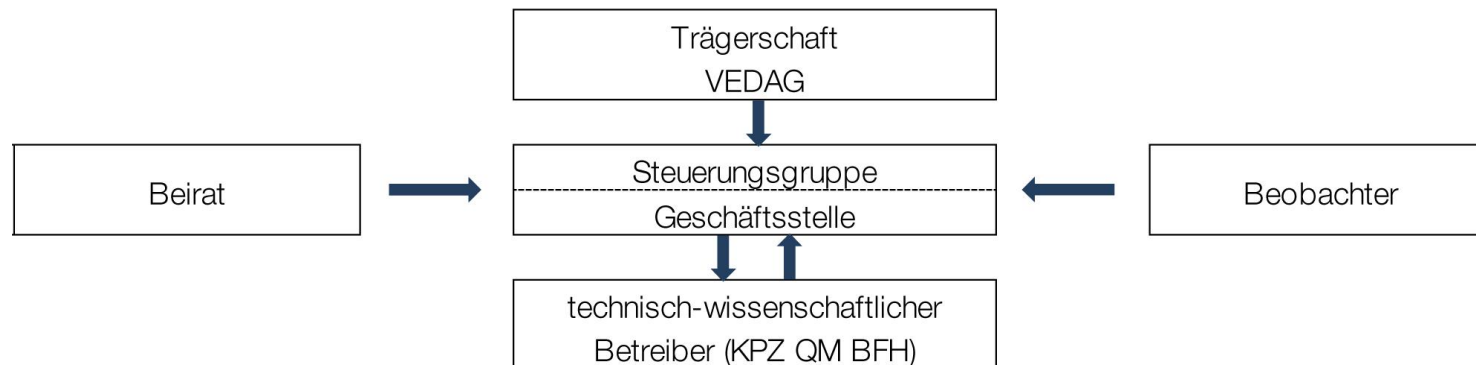 Trägerschaft
VEDAG
Beirat
Steuerungsgruppe
Geschäftsstelle
Beobachter
technisch-wissenschaftlicher
Betreiber (KPZ QM BFH)